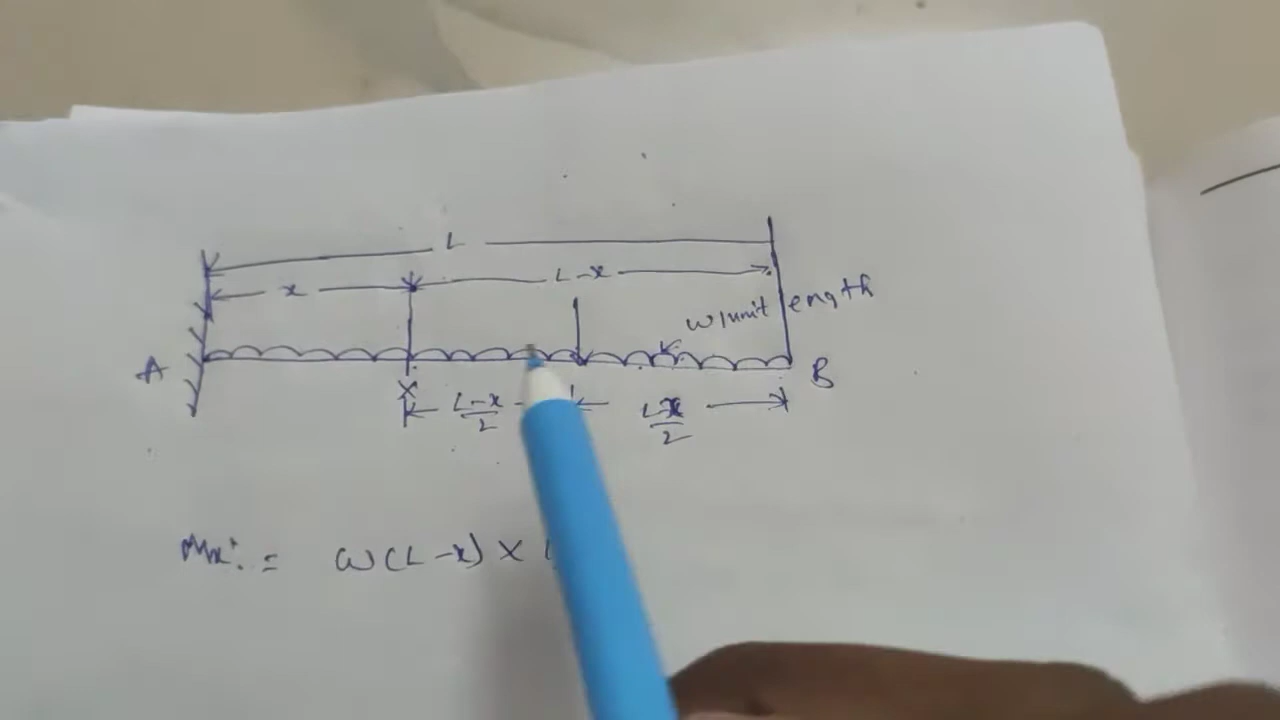 L
x L-x
w/unit length
A B
x
L-x/2 L-x/2
Mx: = w(L-x) x